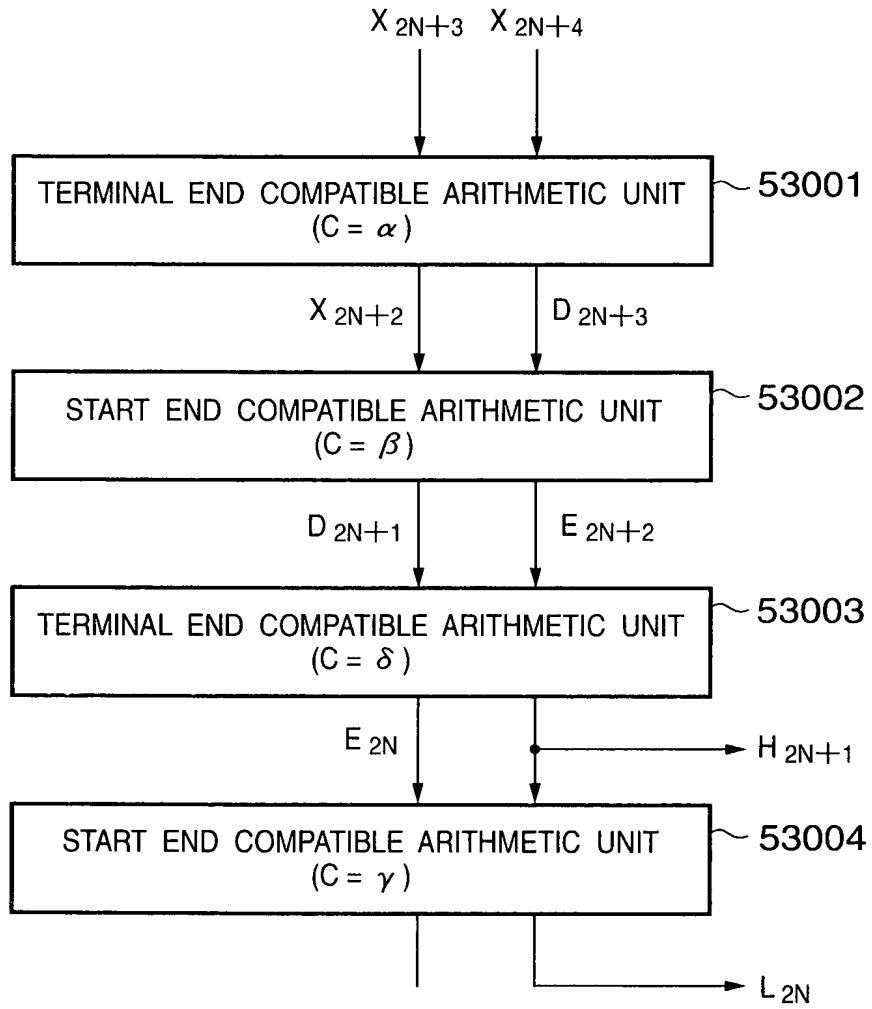 X 2N+3 X 2N+4
TERMINAL END COMPATIBLE ARITHMETIC UNIT
(C = α)
53001
X 2N+2 D 2N+3
START END COMPATIBLE ARITHMETIC UNIT
(C = β)
53002
D 2N+1 E 2N+2
TERMINAL END COMPATIBLE ARITHMETIC UNIT
(C = δ)
53003
E 2N H 2N+1
START END COMPATIBLE ARITHMETIC UNIT
(C = γ)
53004
L 2N